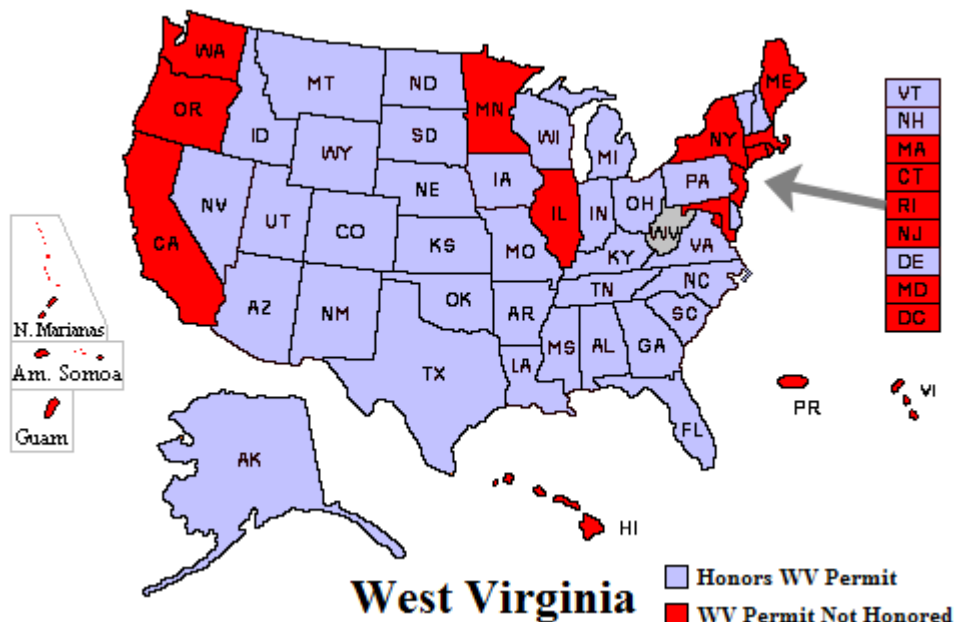 WA
MT
ND
MN
ME
OR
ID
WY
SD
WI
MI
NY
VT
NH
MA
CT
RI
NJ
DE
MD
DC
NV
UT
CO
NE
IA
IL
IN
OH
PA
CA
KS
MO
KY
WV
VA
AZ
NM
OK
AR
TN
NC
SC
TX
LA
MS
AL
GA
FL
N. Marianas
Am. Somoa
Guam
AK
HI
PR
VI
West Virginia
Honors WV Permit
WV Permit Not Honored